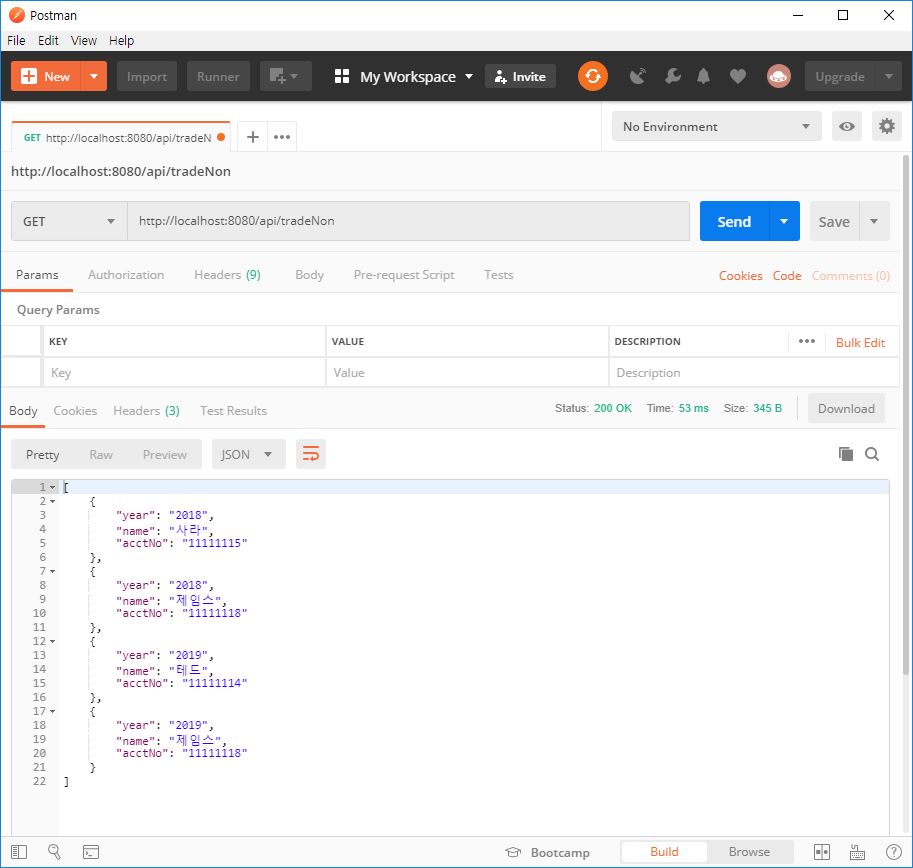 Postman
File Edit View Help
New Import Runner My Workspace Invite Upgrade
GET http://localhost:8080/api/tradeN
No Environment
http://localhost:8080/api/tradeNon
GET http://localhost:8080/api/tradeNon Send Save
Params Authorization Headers (9) Body Pre-request Script Tests Cookies Code Comments (0)
Query Params
KEY VALUE DESCRIPTION Bulk Edit
Key Value Description
Body Cookies Headers (3) Test Results Status: 200 OK Time: 53 ms Size: 345 B Download
Pretty Raw Preview JSON
1 [
2 {
3 "year": "2018",
4 "name": "사라",
5 "acctNo": "11111115"
6 },
7 {
8 "year": "2018",
9 "name": "제임스",
10 "acctNo": "11111118"
11 },
12 {
13 "year": "2019",
14 "name": "테드",
15 "acctNo": "11111114"
16 },
17 {
18 "year": "2019",
19 "name": "제임스",
20 "acctNo": "11111118"
21 }
22 ]
Bootcamp Build Browse